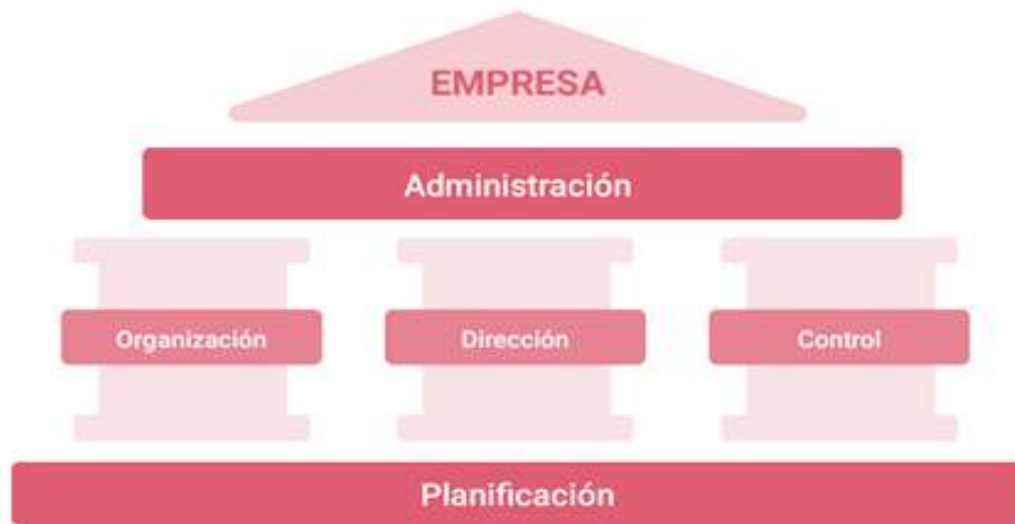 EMPRESA
Administración
Organización
Dirección
Control
Planificación